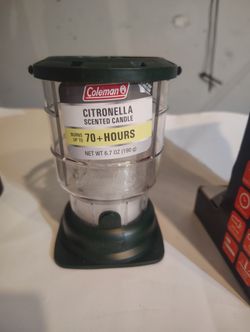 Coleman
CITRONELLA
SCENTED CANDLE
BURNS
UP TO
70+HOURS
NET WT 6.7 OZ (190 g)